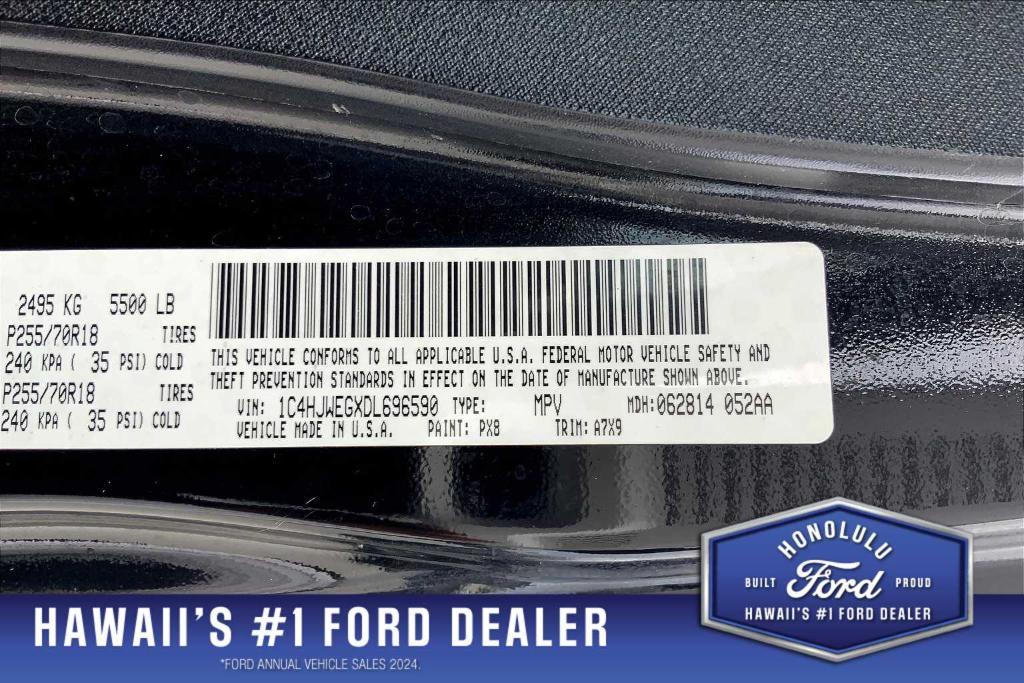 2495 KG 5500 LB
P255/70R18 TIRES
240 KPA ( 35 PSI) COLD
P255/70R18 TIRES
240 KPA ( 35 PSI) COLD
THIS VEHICLE CONFORMS TO ALL APPLICABLE U.S.A. FEDERAL MOTOR VEHICLE SAFETY AND
THEFT PREVENTION STANDARDS IN EFFECT ON THE DATE OF MANUFACTURE SHOWN ABOVE.
VIN: 1C4HJWEGXDL696590 TYPE: MPV MDH:062814 052AA
VEHICLE MADE IN U.S.A. PAINT: PX8 TRIM: A7X9
HONOLULU
BUILT Ford PROUD
HAWAII'S #1 FORD DEALER
HAWAII'S #1 FORD DEALER
*FORD ANNUAL VEHICLE SALES 2024.